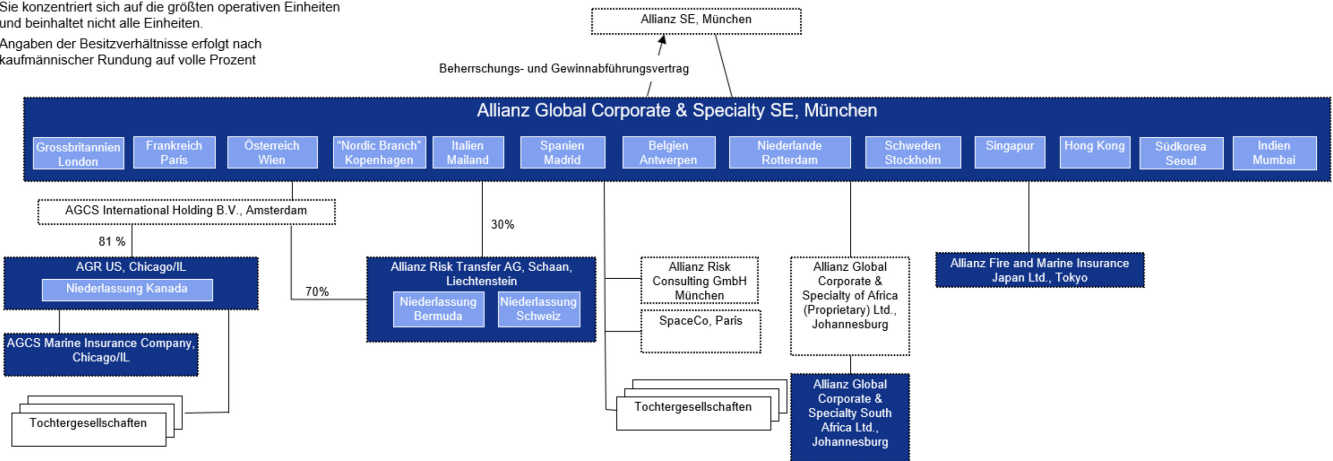 Sie konzentriert sich auf die größten operativen Einheiten
und beinhaltet nicht alle Einheiten.
Angaben der Besitzverhältnisse erfolgt nach
kaufmännischer Rundung auf volle Prozent
Allianz SE, München
Beherrschungs- und Gewinnabführungsvertrag
Allianz Global Corporate & Specialty SE, München
Grossbritannien
London
Frankreich
Paris
Österreich
Wien
"Nordic Branch"
Kopenhagen
Italien
Mailand
Spanien
Madrid
Belgien
Antwerpen
Niederlande
Rotterdam
Schweden
Stockholm
Singapur
Hong Kong
Südkorea
Seoul
Indien
Mumbai
AGCS International Holding B.V., Amsterdam
81 %
30%
70%
AGR US, Chicago/IL
Niederlassung Kanada
AGCS Marine Insurance Company,
Chicago/IL
Tochtergesellschaften
Allianz Risk Transfer AG, Schaan,
Liechtenstein
Niederlassung
Bermuda
Niederlassung
Schweiz
Allianz Risk
Consulting GmbH
München
SpaceCo, Paris
Tochtergesellschaften
Allianz Global
Corporate &
Specialty of Africa
(Proprietary) Ltd.,
Johannesburg
Allianz Global
Corporate &
Specialty South
Africa Ltd.,
Johannesburg
Allianz Fire and Marine Insurance
Japan Ltd., Tokyo